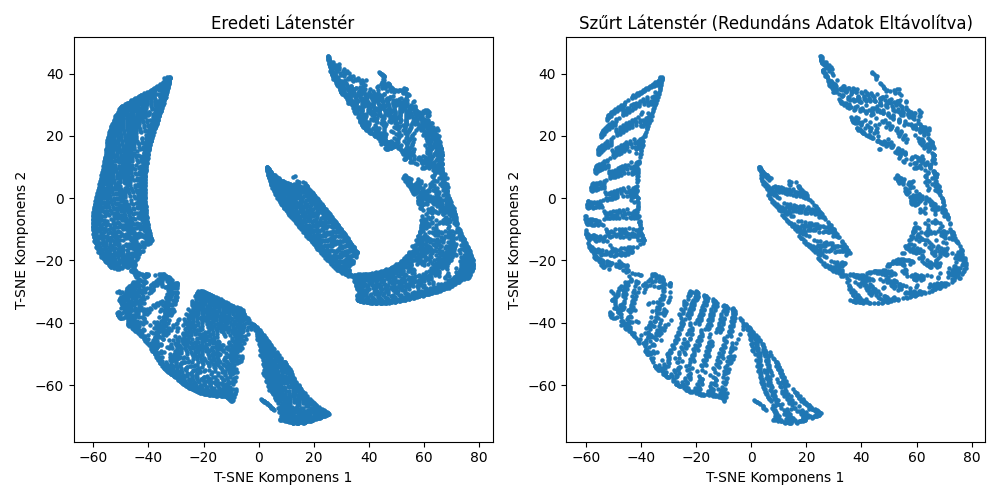 Eredeti Látenstér
T-SNE Komponens 2
40
20
0
−20
−40
−60
−60 −40 −20 0 20 40 60 80
T-SNE Komponens 1
Szűrt Látenstér (Redundáns Adatok Eltávolítva)
T-SNE Komponens 2
40
20
0
−20
−40
−60
−60 −40 −20 0 20 40 60 80
T-SNE Komponens 1